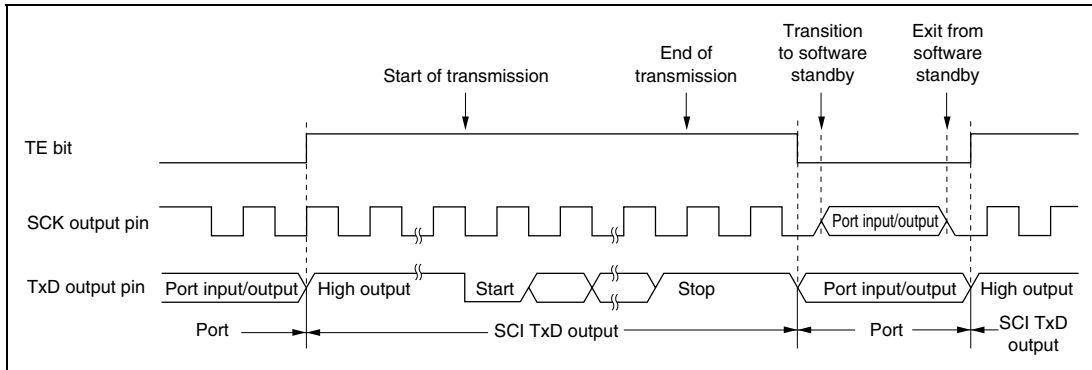 Start of transmission
End of
transmission
Transition
to software
standby
Exit from
software
standby
TE bit
SCK output pin
Port input/output
TxD output pin
Port input/output
High output
Start
Stop
Port input/output
High output
Port
SCI TxD output
Port
SCI TxD
output